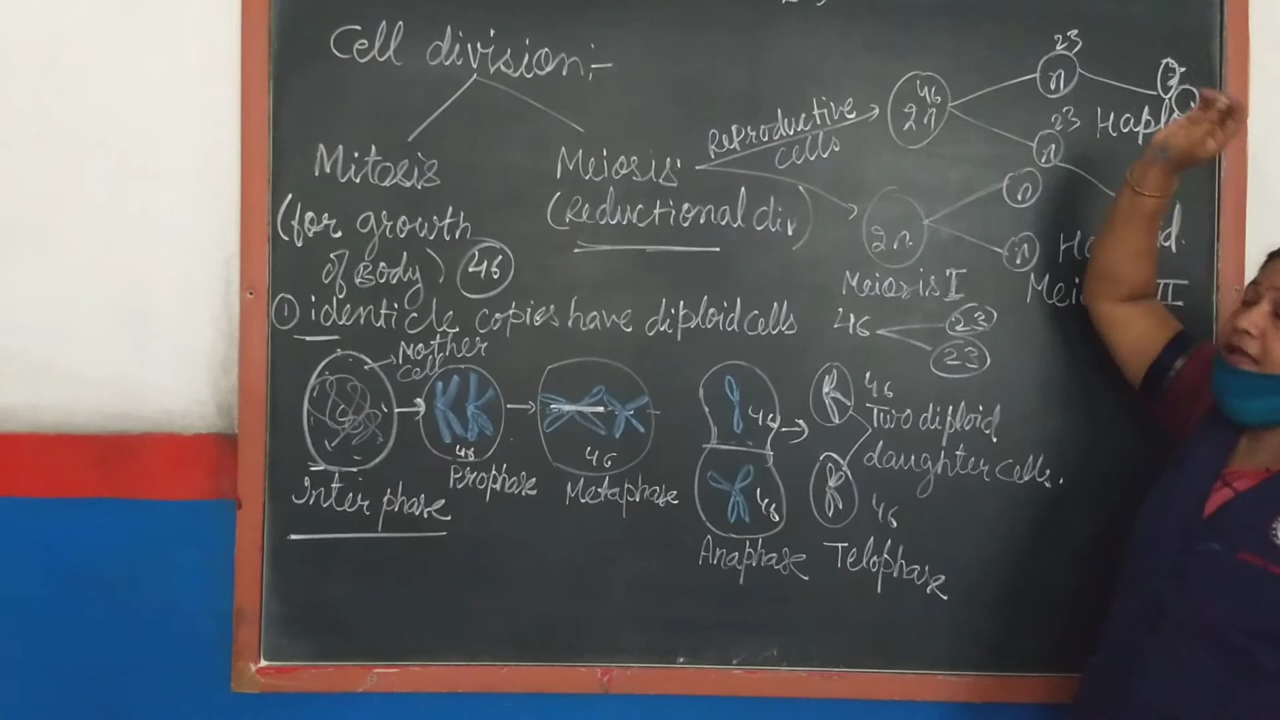 Cell division:-
Mitosis
(for growth
of Body) 46
Meiosis
(Reductional div)
Reproductive
cells
46
2n
23
n
23
n
2n
n
n
Meiosis I
46
23
23
II
① identicle copies have diploid cells
Mother
cell
Inter phase
46
Prophase
46
Metaphase
46
46
Anaphase
46
Two diploid
daughter cells.
46
Telophase